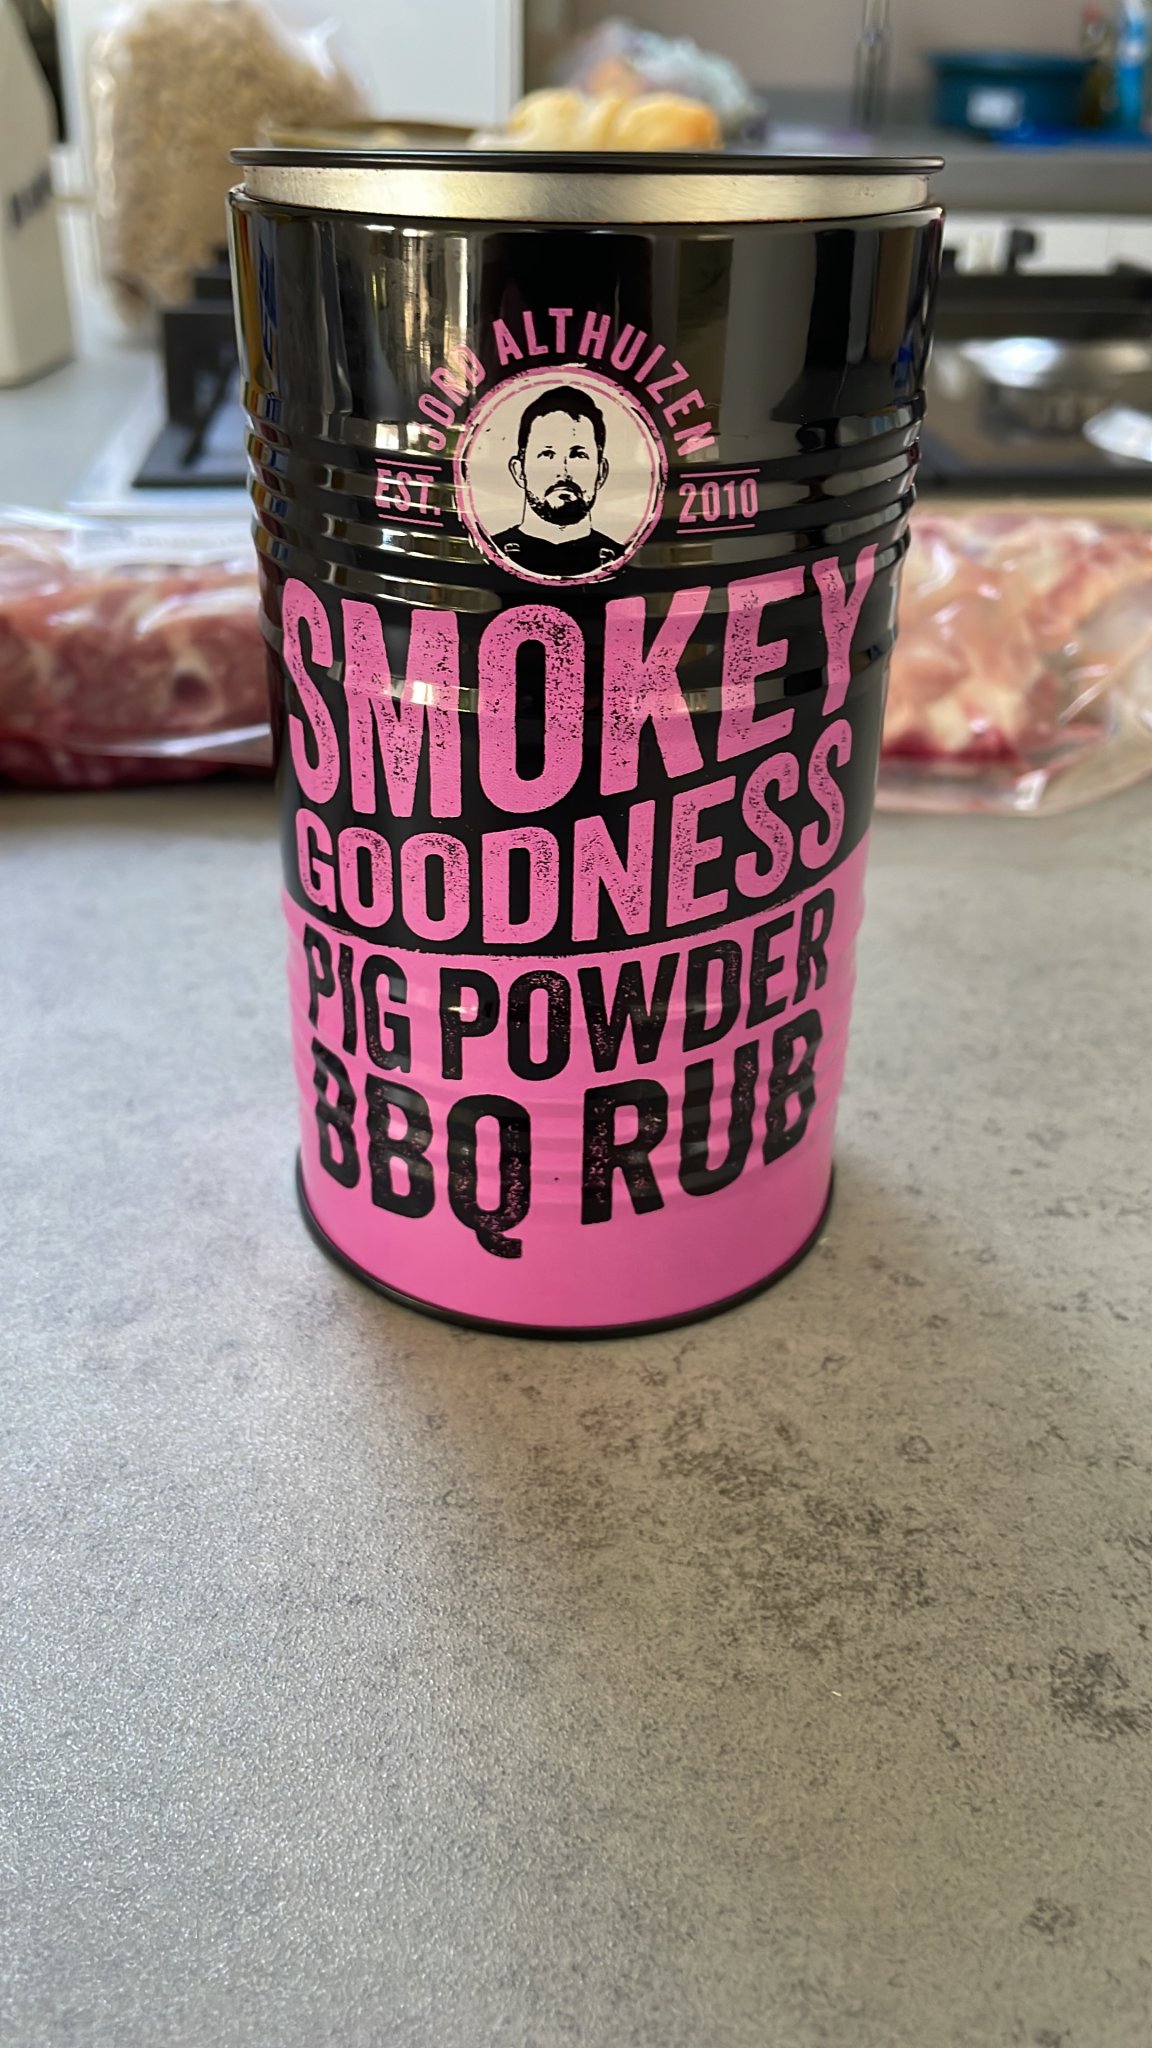 JORD ALTHUIZEN
EST. 2010
SMOKEY
GOODNESS
PIG POWDER
BBQ RUB